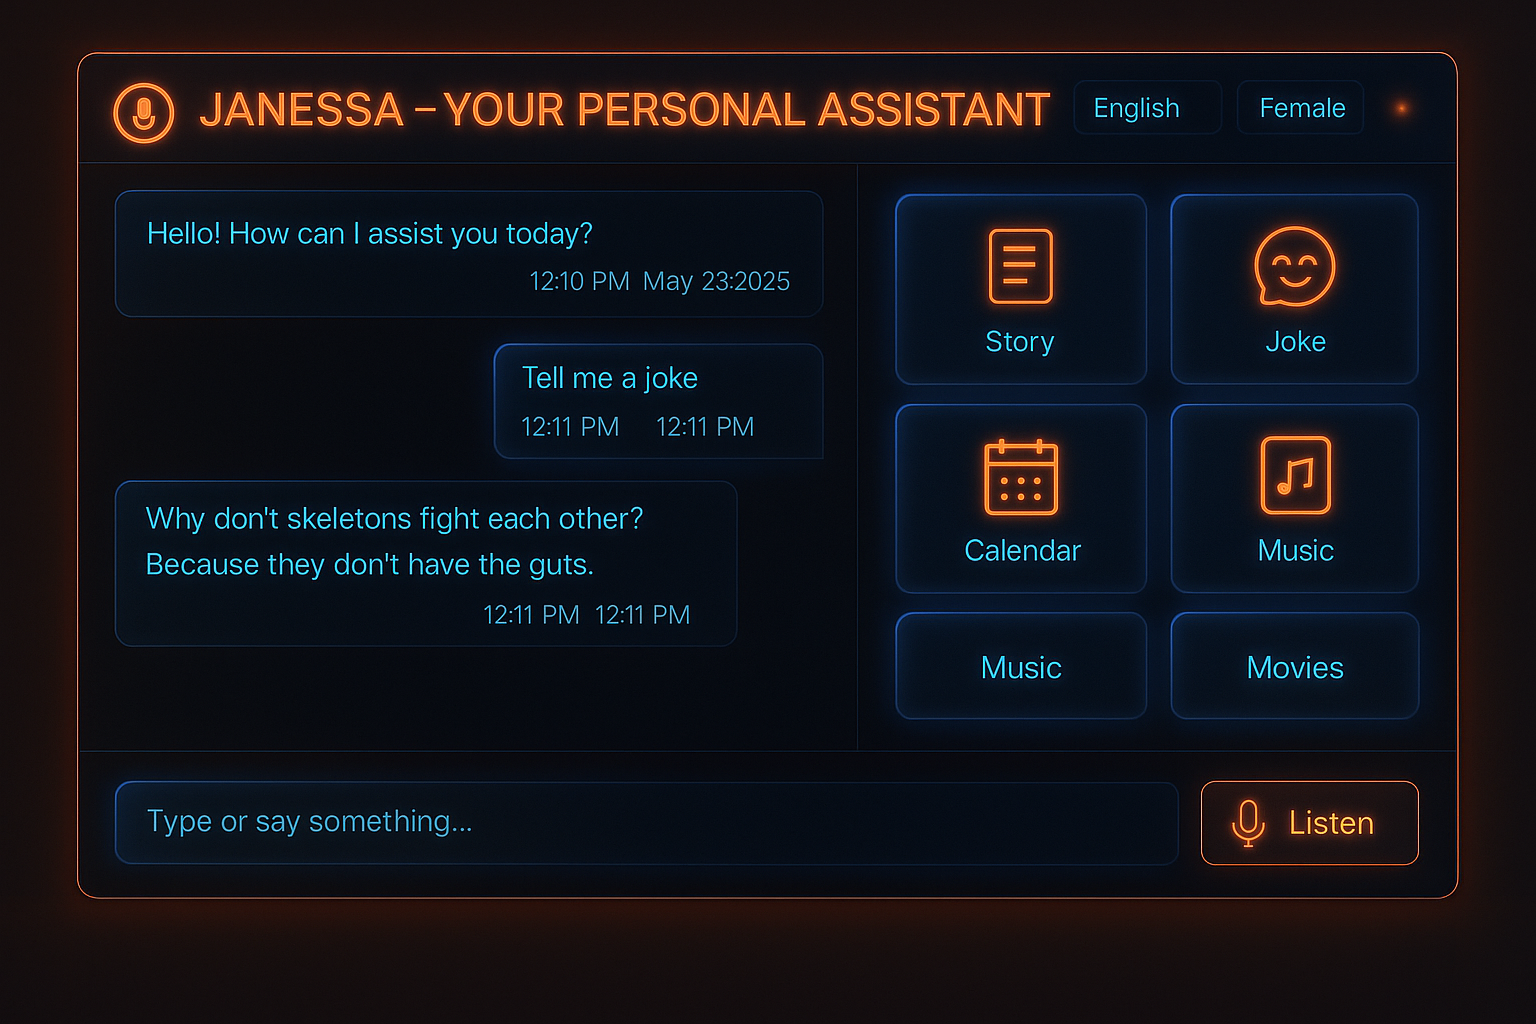 JANESSA – YOUR PERSONAL ASSISTANT
English
Female
Hello! How can I assist you today?
12:10 PM May 23:2025
Tell me a joke
12:11 PM 12:11 PM
Why don't skeletons fight each other?
Because they don't have the guts.
12:11 PM 12:11 PM
Story
Joke
Calendar
Music
Music
Movies
Type or say something...
Listen